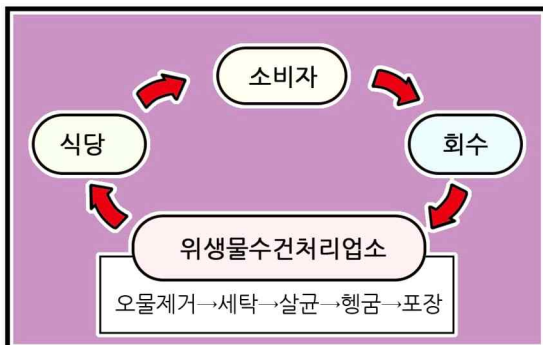 소비자
식당
회수
위생물수건처리업소
오물제거→세탁→살균→헹굼→포장